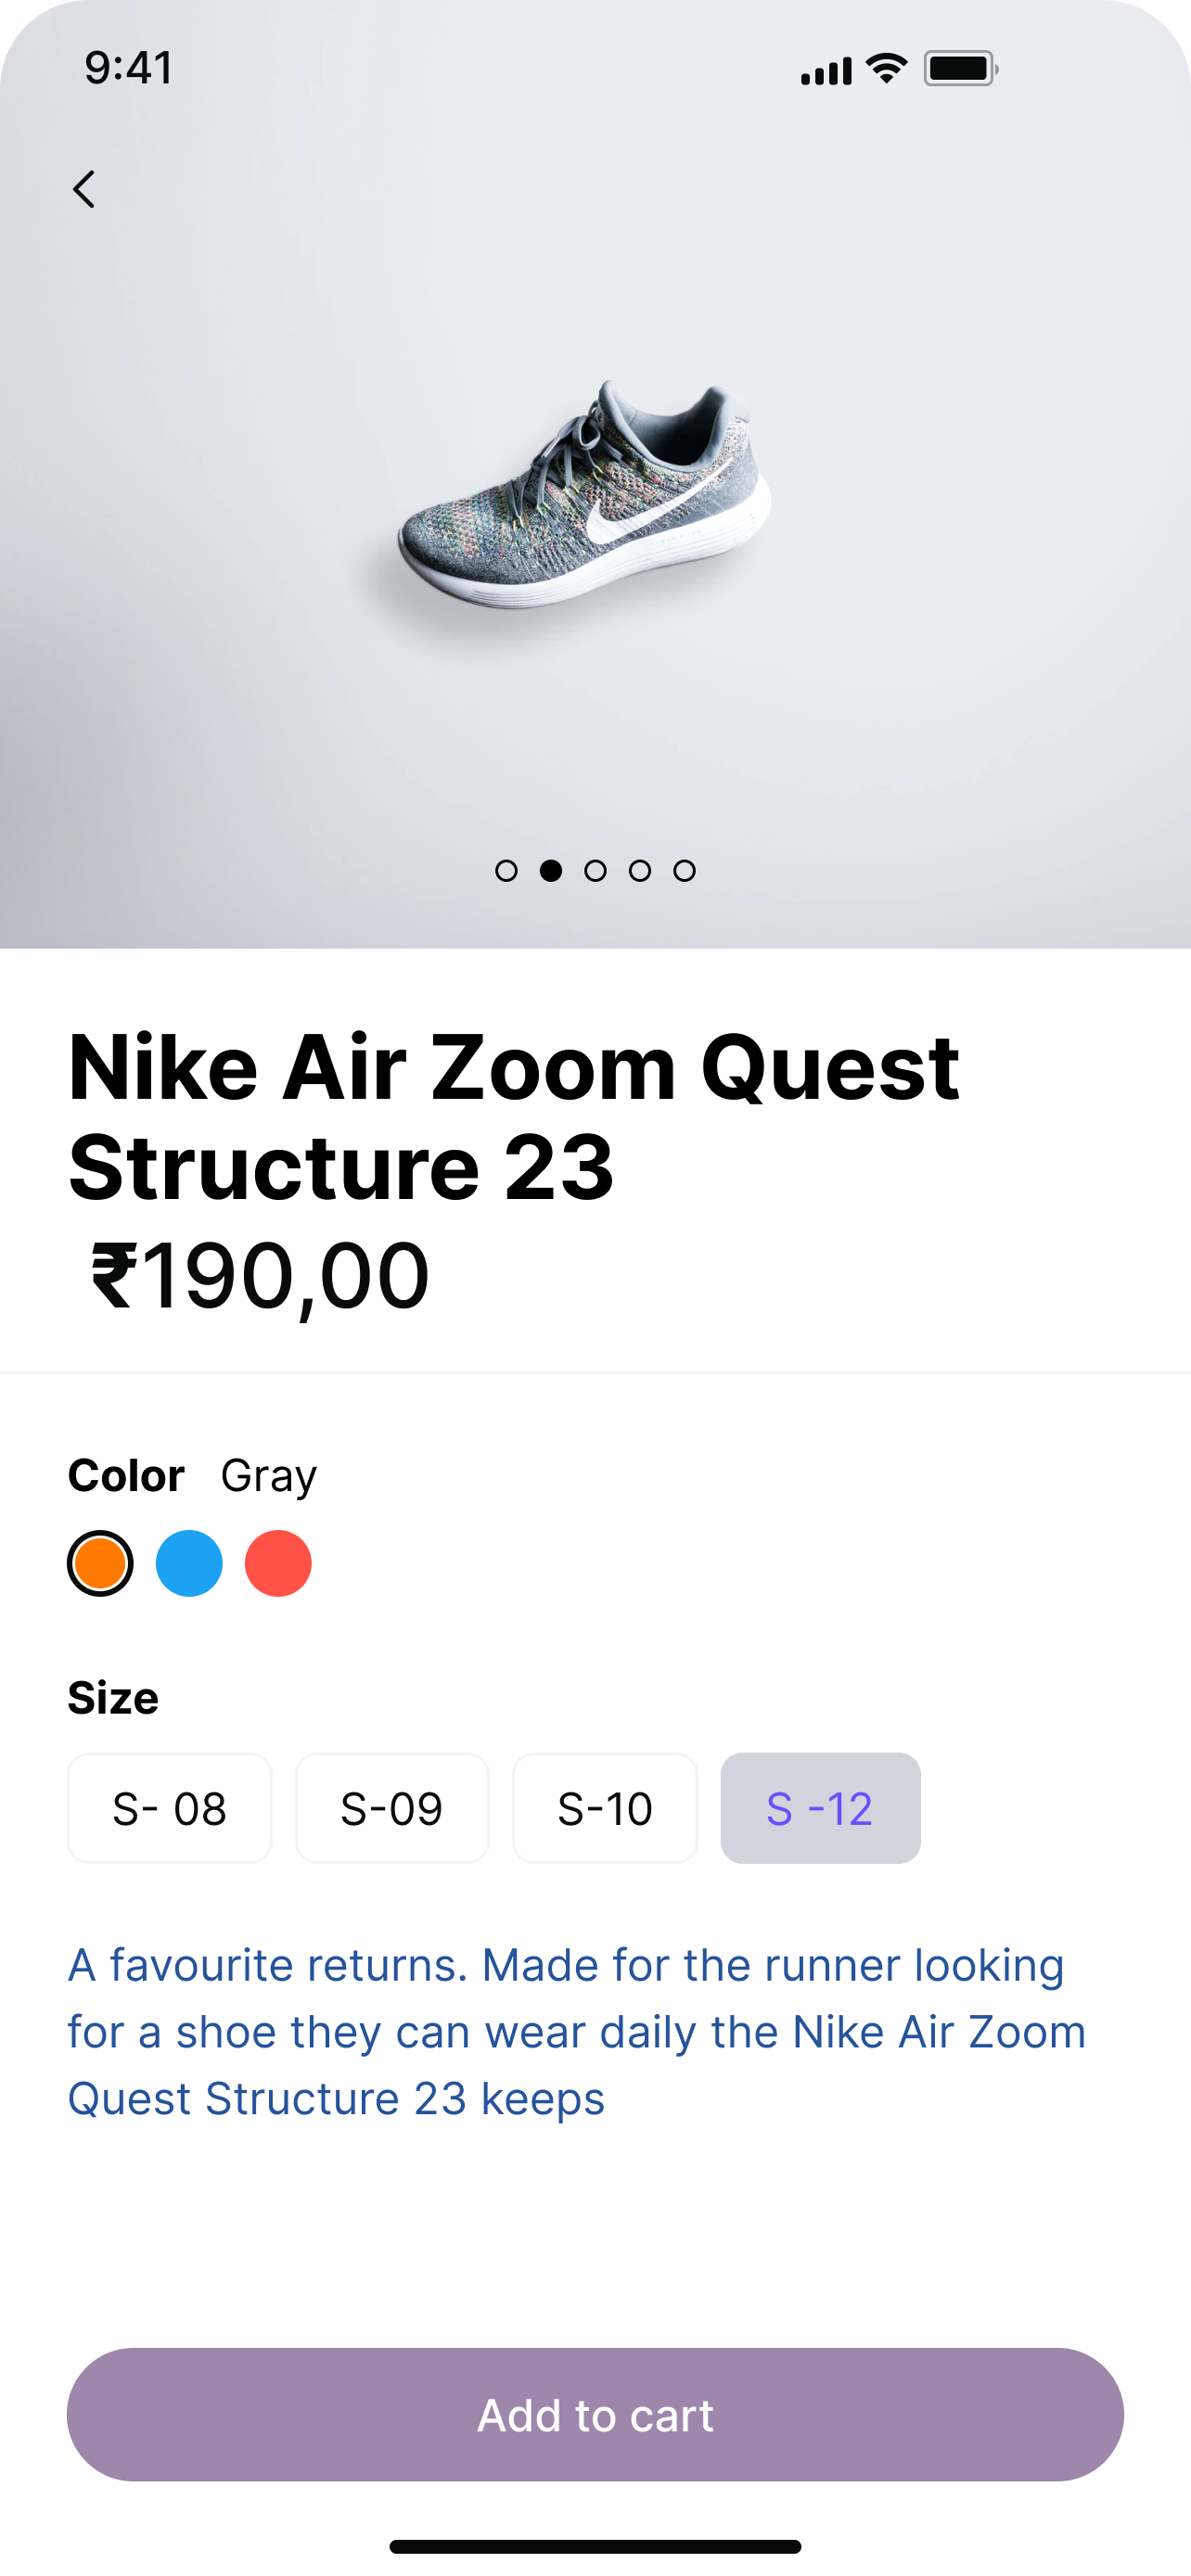 9:41
Nike Air Zoom Quest
Structure 23
₹190,00
Color Gray
Size
S- 08 S-09 S-10 S -12
A favourite returns. Made for the runner looking
for a shoe they can wear daily the Nike Air Zoom
Quest Structure 23 keeps
Add to cart